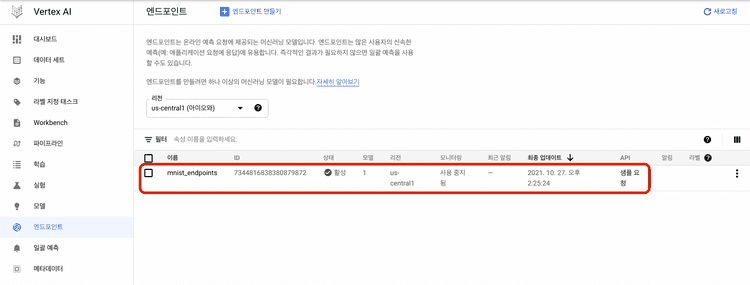 Vertex AI
엔드포인트
엔드포인트 만들기
새로고침
대시보드
데이터 세트
기능
라벨 지정 태스크
Workbench
파이프라인
학습
실험
모델
엔드포인트
일괄 예측
메타데이터
엔드포인트는 온라인 예측 요청에 제공되는 머신러닝 모델입니다. 엔드포인트는 많은 사용자의 신속한
예측(예: 애플리케이션 요청에 응답)에 유용합니다. 즉각적인 결과가 필요하지 않으면 일괄 예측을 사용
할 수도 있습니다.
엔드포인트를 만들려면 하나 이상의 머신러닝 모델이 필요합니다.자세히 알아보기
리전
us-central1 (아이오와)
필터 속성 이름을 입력하세요.
이름 ID 상태 모델 리전 모니터링 최근 알림 최종 업데이트 API 알림 라벨
mnist_endpoints 7344816838380879872 활성 1 us-central1 사용 중지됨 – 2021. 10. 27. 오후 2:25:24 샘플 요청